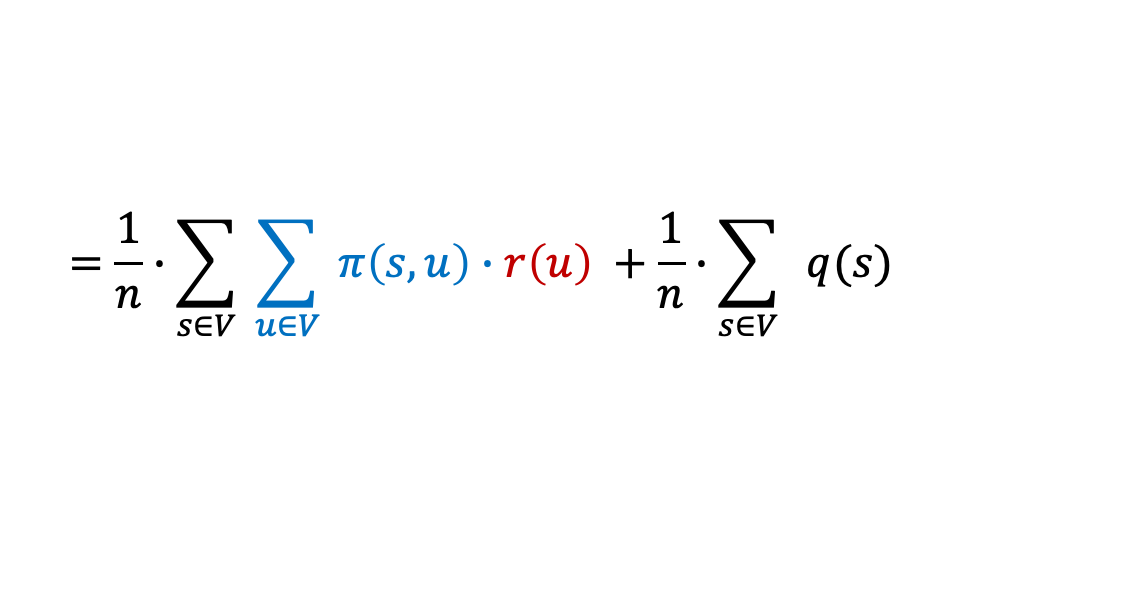 = 1/n · ∑_{s∈V} ∑_{u∈V} π(s,u) · r(u) + 1/n · ∑_{s∈V} q(s)